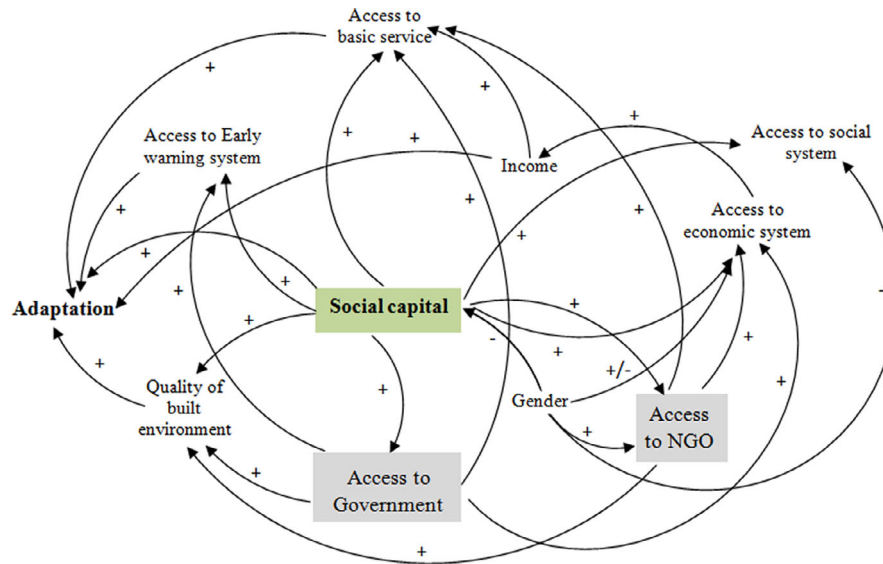 Access to
basic service
+
Access to Early
warning system
+
+
+
+
Income
+
Access to social
system
Access to
economic system
+
+
+
+
+
+
+
-
Adaptation
Social capital
+
+
+
-
+
+/-
+
+
+
Quality of
built
environment
Gender
+
Access
to NGO
+
Access to
Government
+